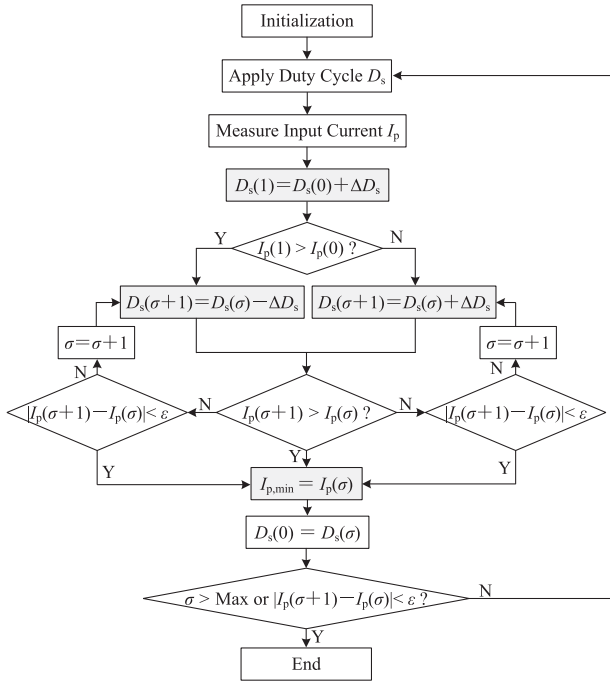 Initialization
Apply Duty Cycle Dₛ
Measure Input Current Iₚ
Dₛ(1)=Dₛ(0)+ΔDₛ
Y
Iₚ(1) > Iₚ(0) ?
N
Dₛ(σ+1)=Dₛ(σ)−ΔDₛ
Dₛ(σ+1)=Dₛ(σ)+ΔDₛ
σ=σ+1
σ=σ+1
N
N
|Iₚ(σ+1)−Iₚ(σ)|< ε
N
Iₚ(σ+1) > Iₚ(σ) ?
N
|Iₚ(σ+1)−Iₚ(σ)|< ε
Y
Y
Y
Iₚ,ₘᵢₙ = Iₚ(σ)
Dₛ(0) = Dₛ(σ)
σ > Max or |Iₚ(σ+1)−Iₚ(σ)|< ε ?
N
Y
End